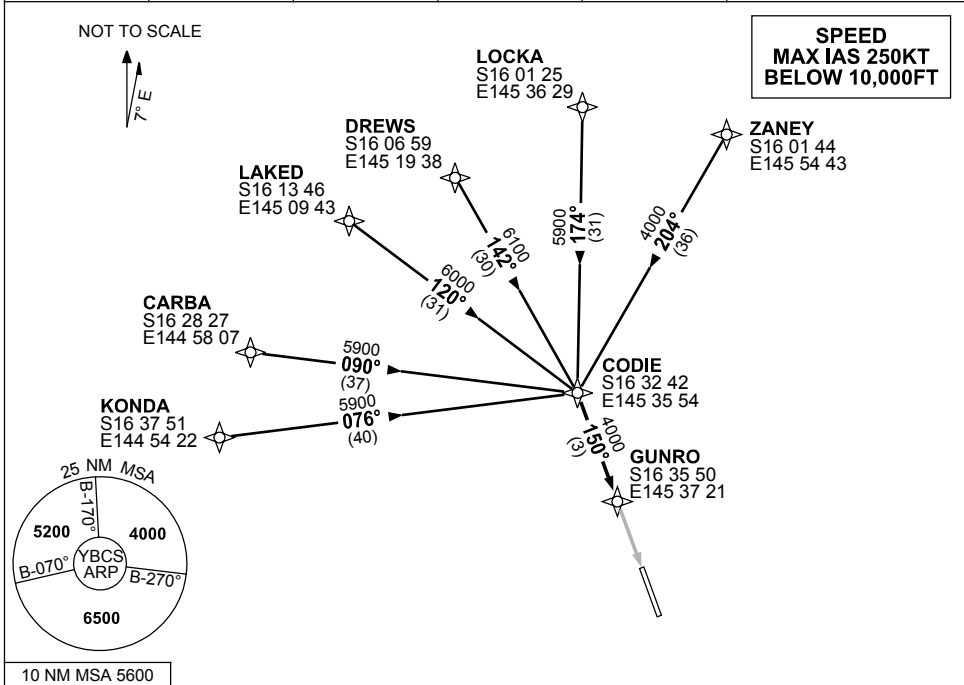 NOT TO SCALE
7° E
SPEED
MAX IAS 250KT
BELOW 10,000FT
LOCKA
S16 01 25
E145 36 29
ZANEY
S16 01 44
E145 54 43
DREWS
S16 06 59
E145 19 38
LAKED
S16 13 46
E145 09 43
5900
174°
(31)
4000
204°
(36)
6100
142°
(30)
6000
120°
(31)
CARBA
S16 28 27
E144 58 07
5900
090°
(37)
CODIE
S16 32 42
E145 35 54
KONDA
S16 37 51
E144 54 22
5900
076°
(40)
4000
150°
(3)
GUNRO
S16 35 50
E145 37 21
25 NM MSA
B-170°
5200
4000
YBCS
ARP
B-070°
B-270°
6500
10 NM MSA 5600